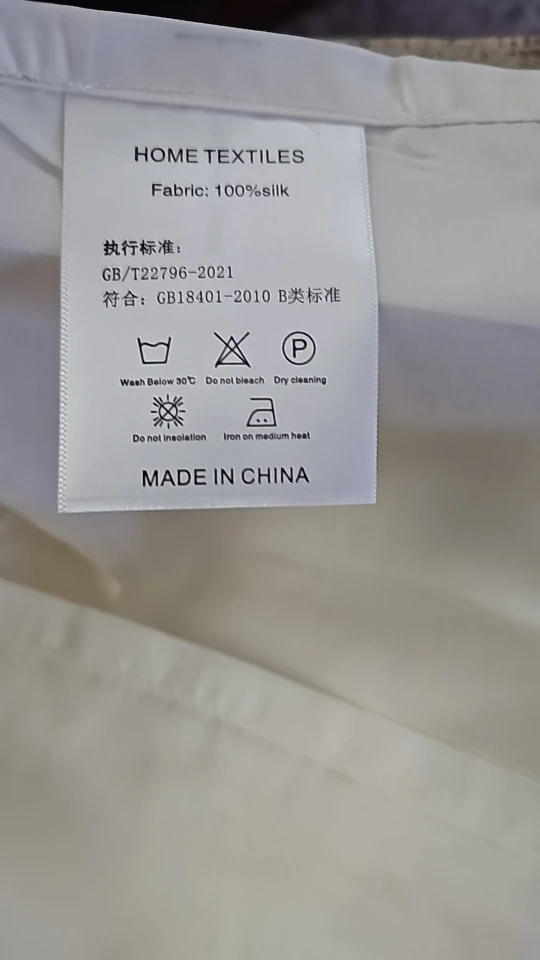 HOME TEXTILES
Fabric: 100%silk
执行标准：
GB/T22796-2021
符合：GB18401-2010 B类标准
P
Wash Below 30℃ Do not bleach Dry cleaning
Do not insolation Iron on medium heat
MADE IN CHINA